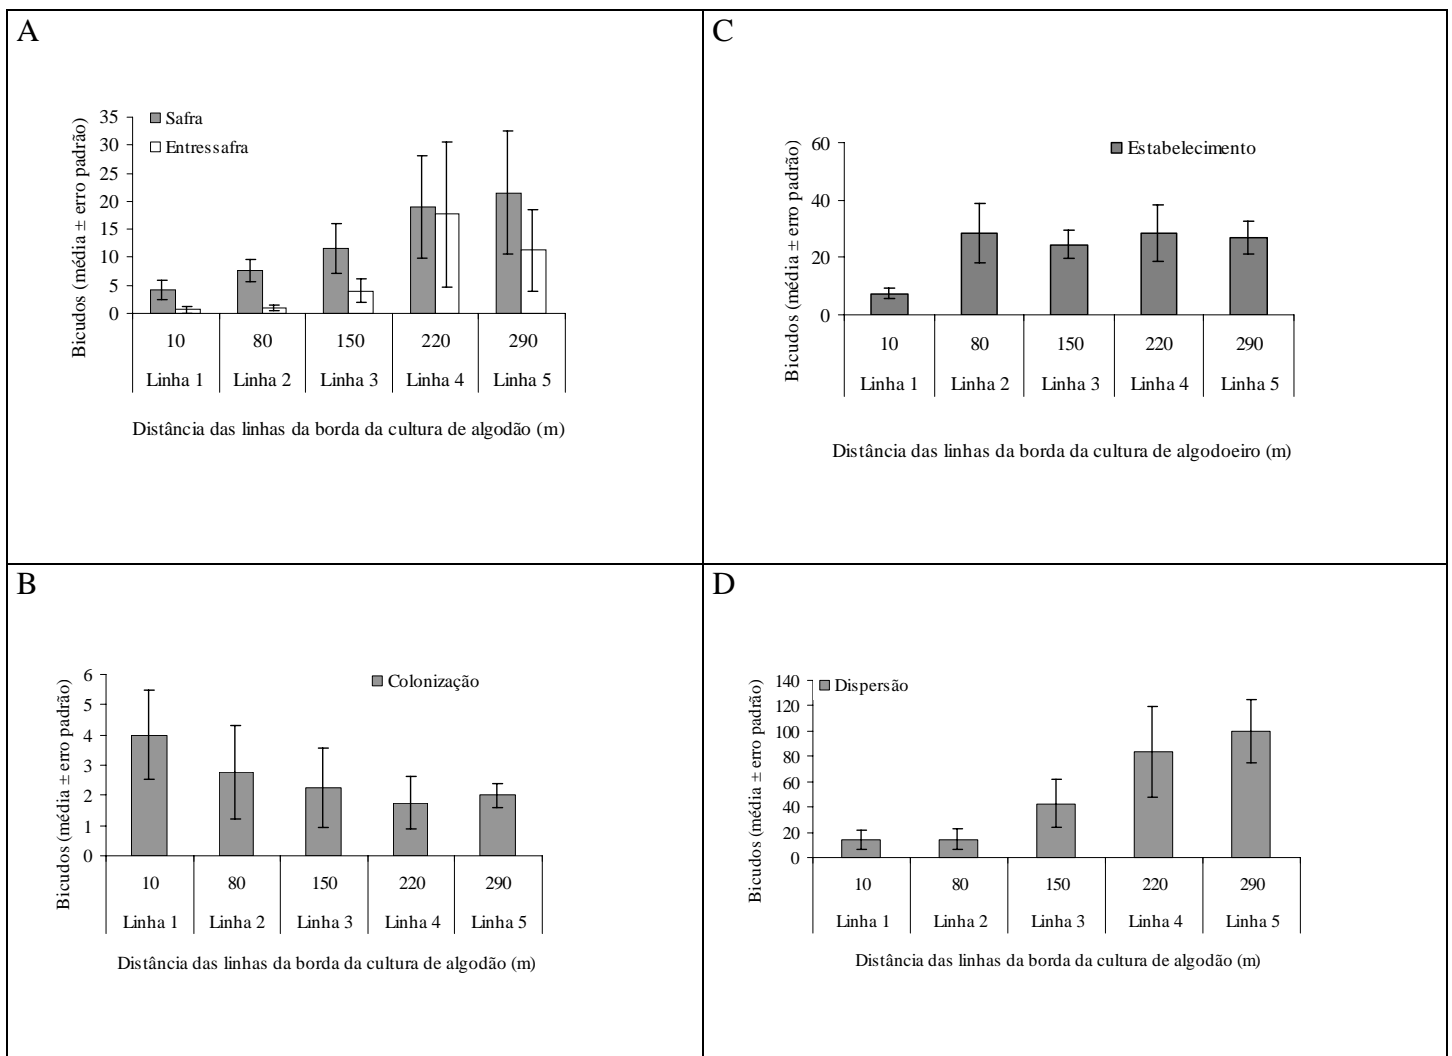 A
Bicudos (média ± erro padrão)
35
30
25
20
15
10
5
0
Safra
Entressafra
10 80 150 220 290
Linha 1 Linha 2 Linha 3 Linha 4 Linha 5
Distância das linhas da borda da cultura de algodão (m)
C
Bicudos (média ± erro padrão)
60
40
20
0
Estabelecimento
10 80 150 220 290
Linha 1 Linha 2 Linha 3 Linha 4 Linha 5
Distância das linhas da borda da cultura de algodoeiro (m)
B
Bicudos (média ± erro padrão)
6
5
4
3
2
1
0
Colonização
10 80 150 220 290
Linha 1 Linha 2 Linha 3 Linha 4 Linha 5
Distância das linhas da borda da cultura de algodão (m)
D
Bicudos (média ± erro padrão)
140
120
100
80
60
40
20
0
Dispersão
10 80 150 220 290
Linha 1 Linha 2 Linha 3 Linha 4 Linha 5
Distância das linhas da borda da cultura de algodão (m)